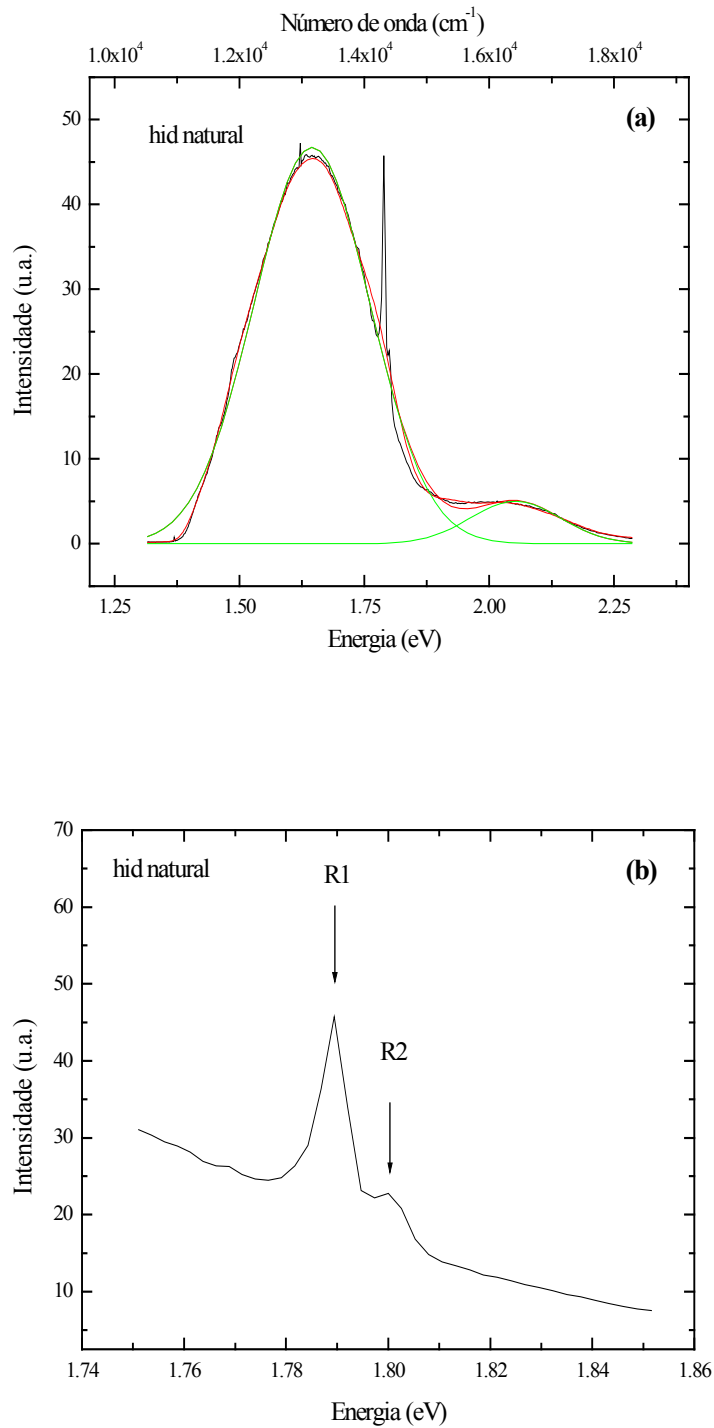 Número de onda (cm⁻¹)
1.0x10⁴ 1.2x10⁴ 1.4x10⁴ 1.6x10⁴ 1.8x10⁴
(a)
hid natural
50
40
30
20
10
0
Intensidade (u.a.)
1.25 1.50 1.75 2.00 2.25
Energia (eV)
70
hid natural
(b)
R1
60
50
R2
40
30
20
10
Intensidade (u.a.)
1.74 1.76 1.78 1.80 1.82 1.84 1.86
Energia (eV)